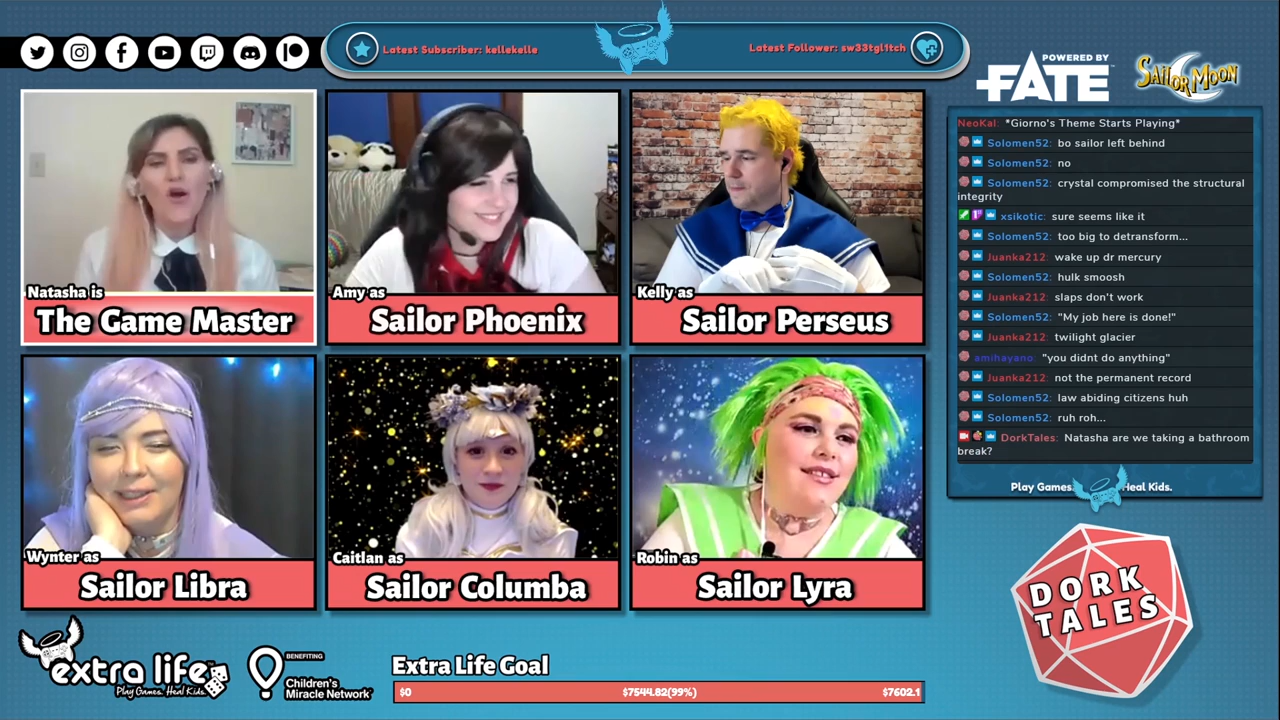 Latest Subscriber: kellekelle
Latest Follower: sw33tgl1tch
POWERED BY
FATE
SAILOR MOON
Natasha is
The Game Master
Amy as
Sailor Phoenix
Kelly as
Sailor Perseus
Wynter as
Sailor Libra
Caitlan as
Sailor Columba
Robin as
Sailor Lyra
NeoKal: *Giorno's Theme Starts Playing*
Solomen52: bo sailor left behind
Solomen52: no
Solomen52: crystal compromised the structural
integrity
xsikotic: sure seems like it
Solomen52: too big to detransform...
Juanka212: wake up dr mercury
Solomen52: hulk smoosh
Juanka212: slaps don't work
Solomen52: "My job here is done!"
Juanka212: twilight glacier
amihayano: "you didnt do anything"
Juanka212: not the permanent record
Solomen52: law abiding citizens huh
Solomen52: ruh roh...
DorkTales: Natasha are we taking a bathroom
break?
Play Games. Heal Kids.
DORK
TALES
extra life
Play Games. Heal Kids.
BENEFITING
Children's
Miracle Network
Extra Life Goal
$0 $7544.82(99%) $7602.1